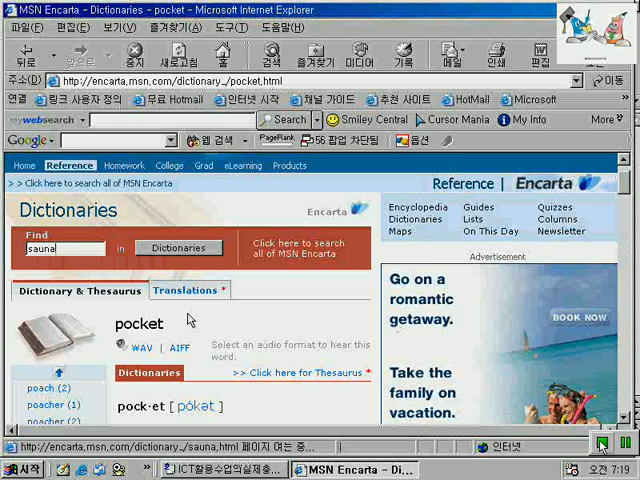 MSN Encarta - Dictionaries - pocket - Microsoft Internet Explorer
파일(F) 편집(E) 보기(V) 즐겨찾기(A) 도구(T) 도움말(H)
뒤로 중지 새로고침 홈 검색 즐겨찾기 미디어 기록 메일 인쇄 편집
주소(D) http://encarta.msn.com/dictionary_/pocket.html 이동
연결 링크 사용자 정의 무료 Hotmail 인터넷 시작 채널 가이드 추천 사이트 HotMail Microsoft
mywebsearch Search Smiley Central Cursor Mania My Info More
Google 웹 검색 PageRank 56 팝업 차단됨 옵션
Home Reference Homework College Grad eLearning Products
> > Click here to search all of MSN Encarta
Reference | Encarta
Dictionaries
Encarta
Encyclopedia Guides Quizzes
Dictionaries Lists Columns
Maps On This Day Newsletter
Find
sauna in Dictionaries
Click here to search
all of MSN Encarta
Advertisement
Dictionary & Thesaurus Translations *
Go on a
romantic
getaway.
BOOK NOW
Take the
family on
vacation.
pocket
WAV | AIFF
Select an audio format to hear this
word.
Dictionaries >> Click here for Thesaurus *
poach (2)
poacher (1)
pock·et [ pókət ]
http://encarta.msn.com/dictionary_/sauna.html 페이지 여는 중...
인터넷
시작 ICT활용수업의실제출... MSN Encarta - Di... 오전 7:19